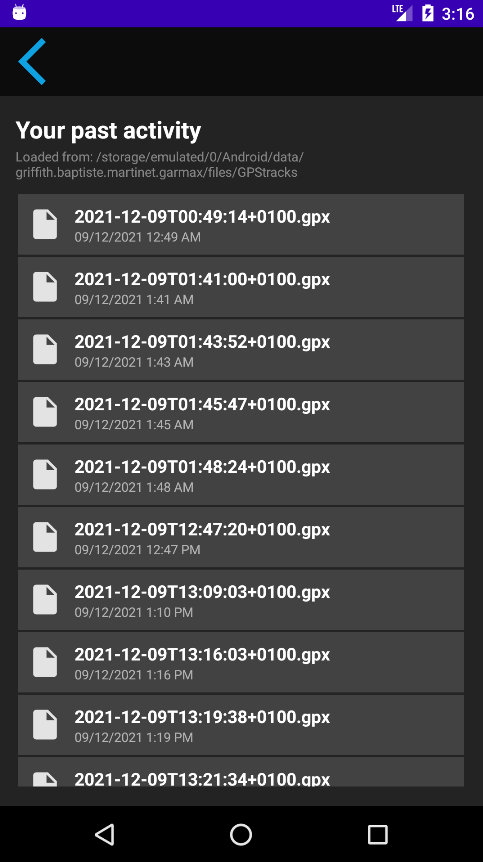 LTE 3:16
Your past activity
Loaded from: /storage/emulated/0/Android/data/
griffith.baptiste.martinet.garmax/files/GPStracks
2021-12-09T00:49:14+0100.gpx
09/12/2021 12:49 AM
2021-12-09T01:41:00+0100.gpx
09/12/2021 1:41 AM
2021-12-09T01:43:52+0100.gpx
09/12/2021 1:43 AM
2021-12-09T01:45:47+0100.gpx
09/12/2021 1:45 AM
2021-12-09T01:48:24+0100.gpx
09/12/2021 1:48 AM
2021-12-09T12:47:20+0100.gpx
09/12/2021 12:47 PM
2021-12-09T13:09:03+0100.gpx
09/12/2021 1:10 PM
2021-12-09T13:16:03+0100.gpx
09/12/2021 1:16 PM
2021-12-09T13:19:38+0100.gpx
09/12/2021 1:19 PM
2021-12-09T13:21:34+0100.gpx